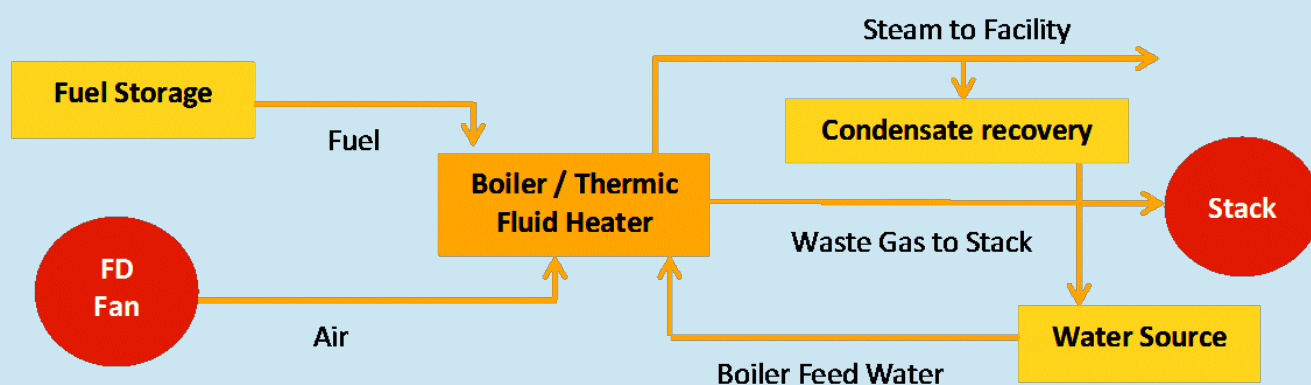 Steam to Facility
Fuel Storage
Fuel
Condensate recovery
Boiler / Thermic
Fluid Heater
Stack
Waste Gas to Stack
FD
Fan
Air
Water Source
Boiler Feed Water